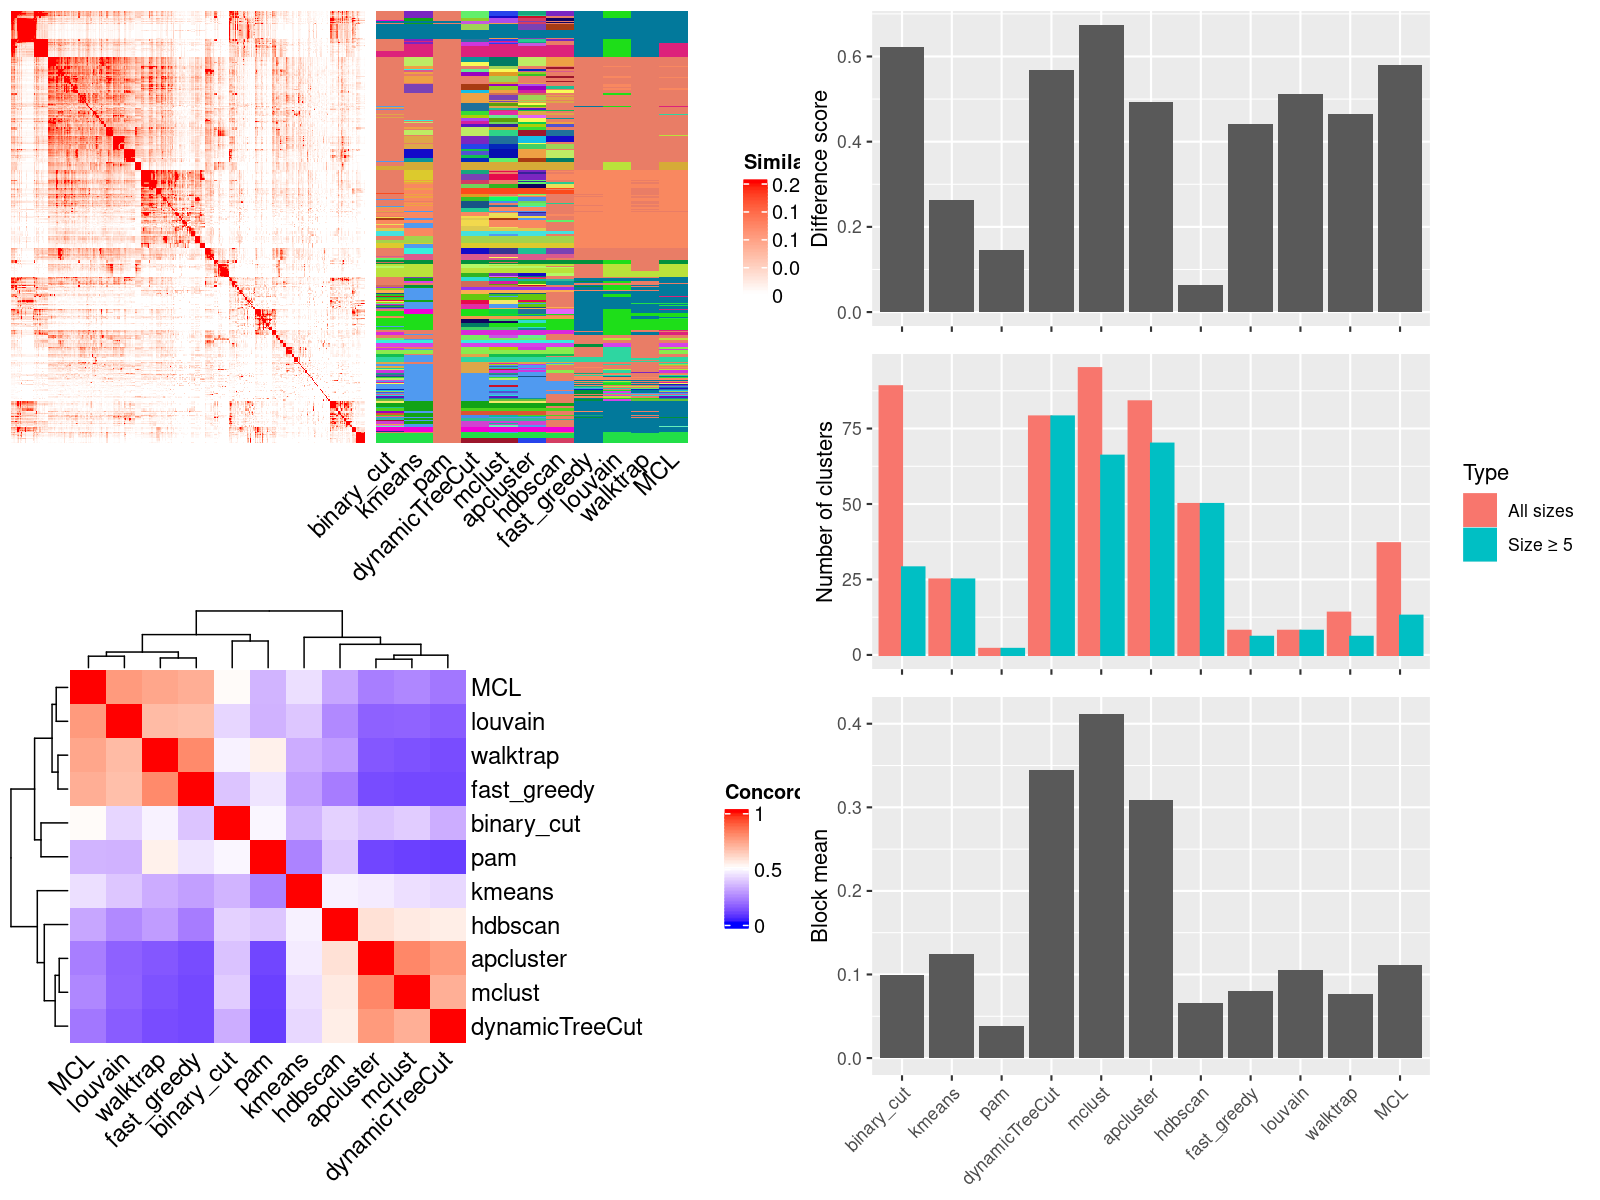 Simila
0.2
0.1
0.1
0.0
0
binary_cut
kmeans
pam
dynamicTreeCut
mclust
apcluster
hdbscan
fast_greedy
louvain
walktrap
MCL
MCL
louvain
walktrap
fast_greedy
binary_cut
pam
kmeans
hdbscan
apcluster
mclust
dynamicTreeCut
MCL
louvain
walktrap
fast_greedy
binary_cut
pam
kmeans
hdbscan
apcluster
mclust
dynamicTreeCut
Concord
1
0.5
0
Difference score
0.6
0.4
0.2
0.0
Number of clusters
75
50
25
0
Type
All sizes
Size ≥ 5
Block mean
0.4
0.3
0.2
0.1
0.0
binary_cut
kmeans
pam
dynamicTreeCut
mclust
apcluster
hdbscan
fast_greedy
louvain
walktrap
MCL